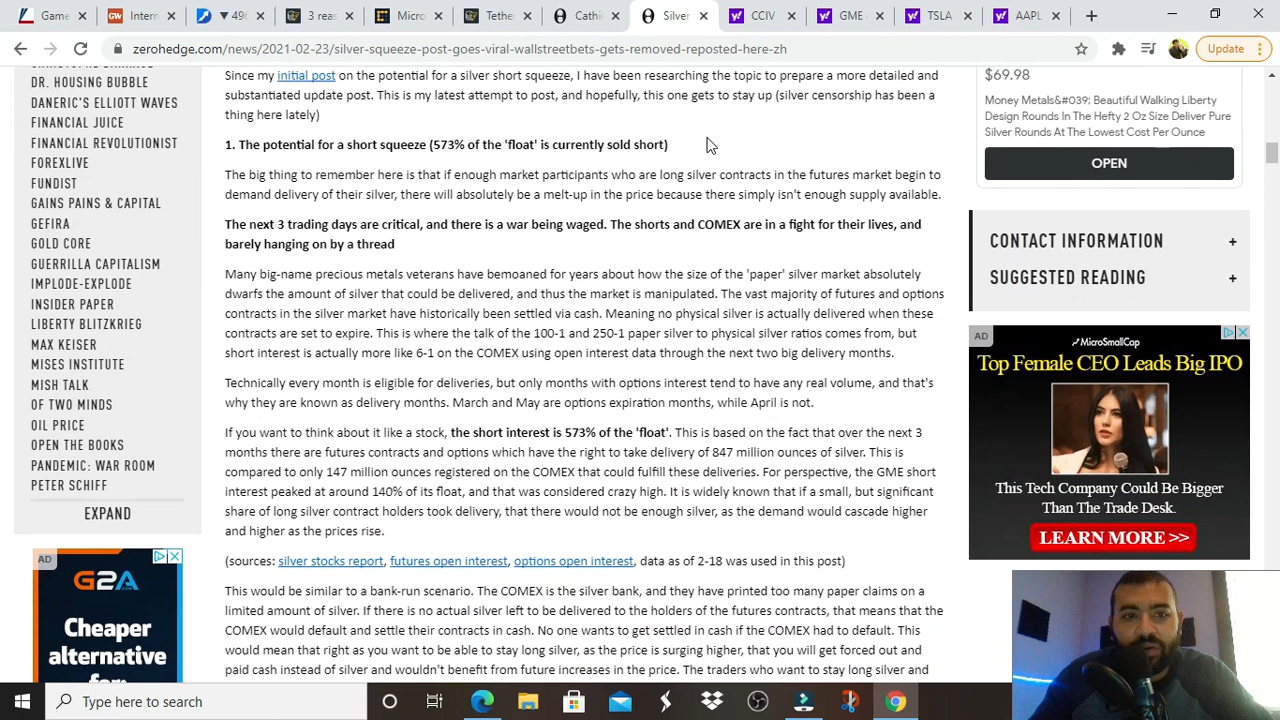 Game
Intern
496
3 reas
Micro
Tether
Cathie
Silver
CCIV
GME
TSLA
AAPL
zerohedge.com/news/2021-02-23/silver-squeeze-post-goes-viral-wallstreetbets-gets-removed-reposted-here-zh
Update
DR. HOUSING BUBBLE
DANERIC'S ELLIOTT WAVES
FINANCIAL JUICE
FINANCIAL REVOLUTIONIST
FOREXLIVE
FUNDIST
GAINS PAINS & CAPITAL
GEFIRA
GOLD CORE
GUERRILLA CAPITALISM
IMPLODE-EXPLODE
INSIDER PAPER
LIBERTY BLITZKRIEG
MAX KEISER
MISES INSTITUTE
MISH TALK
OF TWO MINDS
OIL PRICE
OPEN THE BOOKS
PANDEMIC: WAR ROOM
PETER SCHIFF
EXPAND
AD
G2A
Cheaper
alternative
Since my initial post on the potential for a silver short squeeze, I have been researching the topic to prepare a more detailed and
substantiated update post. This is my latest attempt to post, and hopefully, this one gets to stay up (silver censorship has been a
thing here lately)
1. The potential for a short squeeze (573% of the 'float' is currently sold short)
The big thing to remember here is that if enough market participants who are long silver contracts in the futures market begin to
demand delivery of their silver, there will absolutely be a melt-up in the price because there simply isn't enough supply available.
The next 3 trading days are critical, and there is a war being waged. The shorts and COMEX are in a fight for their lives, and
barely hanging on by a thread
Many big-name precious metals veterans have bemoaned for years about how the size of the 'paper' silver market absolutely
dwarfs the amount of silver that could be delivered, and thus the market is manipulated. The vast majority of futures and options
contracts in the silver market have historically been settled via cash. Meaning no physical silver is actually delivered when these
contracts are set to expire. This is where the talk of the 100-1 and 250-1 paper silver to physical silver ratios comes from, but
short interest is actually more like 6-1 on the COMEX using open interest data through the next two big delivery months.
Technically every month is eligible for deliveries, but only months with options interest tend to have any real volume, and that's
why they are known as delivery months. March and May are options expiration months, while April is not.
If you want to think about it like a stock, the short interest is 573% of the 'float'. This is based on the fact that over the next 3
months there are futures contracts and options which have the right to take delivery of 847 million ounces of silver. This is
compared to only 147 million ounces registered on the COMEX that could fulfill these deliveries. For perspective, the GME short
interest peaked at around 140% of its float, and that was considered crazy high. It is widely known that if a small, but significant
share of long silver contract holders took delivery, that there would not be enough silver, as the demand would cascade higher
and higher as the prices rise.
(sources: silver stocks report, futures open interest, options open interest, data as of 2-18 was used in this post)
This would be similar to a bank-run scenario. The COMEX is the silver bank, and they have printed too many paper claims on a
limited amount of silver. If there is no actual silver left to be delivered to the holders of the futures contracts, that means that the
COMEX would default and settle their contracts in cash. No one wants to get settled in cash if the COMEX had to default. This
would mean that right as you want to be able to stay long silver, as the price is surging higher, that you will get forced out and
paid cash instead of silver and wouldn't benefit from future increases in the price. The traders who want to stay long silver and
$69.98
Money Metals&#039; Beautiful Walking Liberty
Design Rounds In The Hefty 2 Oz Size Deliver Pure
Silver Rounds At The Lowest Cost Per Ounce
OPEN
CONTACT INFORMATION +
SUGGESTED READING +
AD
MicroSmallCap
Top Female CEO Leads Big IPO
This Tech Company Could Be Bigger
Than The Trade Desk.
LEARN MORE >>
Type here to search